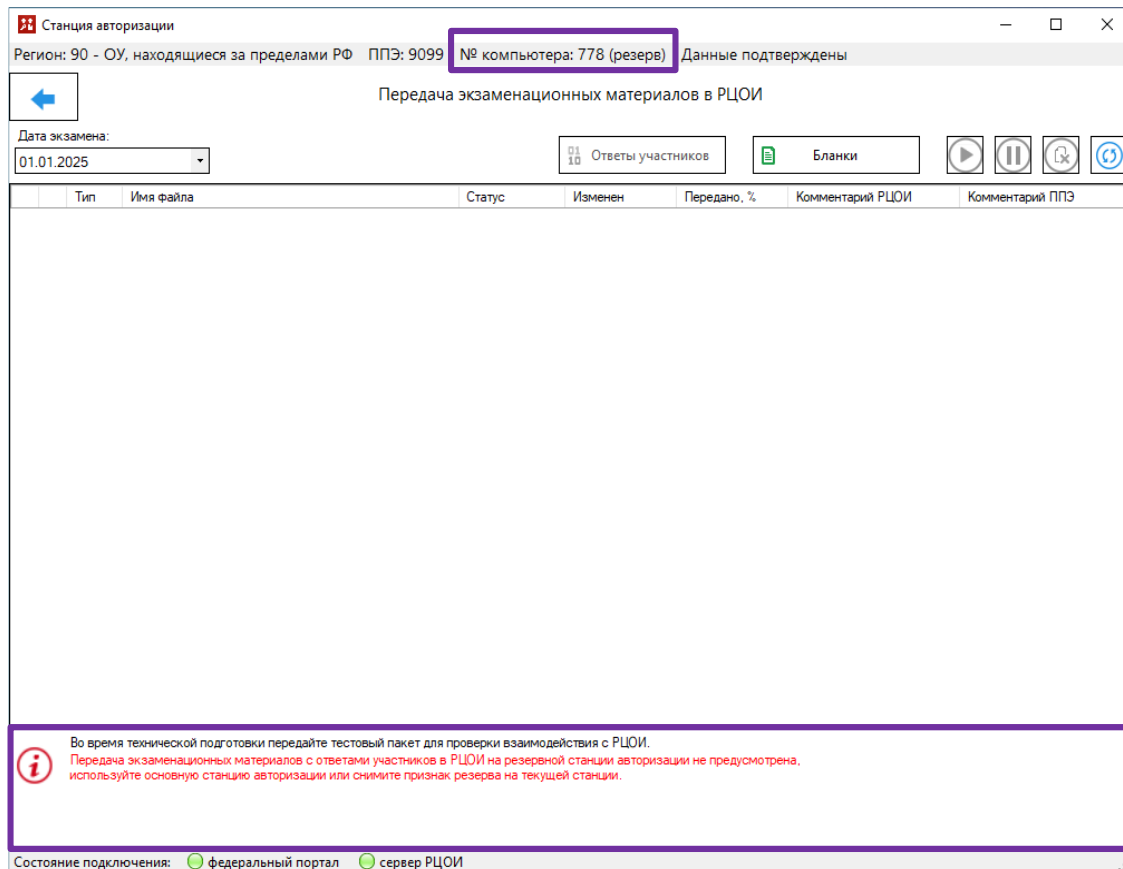 Станция авторизации
Регион: 90 - ОУ, находящиеся за пределами РФ ППЭ: 9099 № компьютера: 778 (резерв) Данные подтверждены
Передача экзаменационных материалов в РЦОИ
Дата экзамена:
01.01.2025
Ответы участников
Бланки
Тип Имя файла Статус Изменен Передано, % Комментарий РЦОИ Комментарий ППЭ
Во время технической подготовки передайте тестовый пакет для проверки взаимодействия с РЦОИ.
Передача экзаменационных материалов с ответами участников в РЦОИ на резервной станции авторизации не предусмотрена,
используйте основную станцию авторизации или снимите признак резерва на текущей станции.
Состояние подключения: федеральный портал сервер РЦОИ